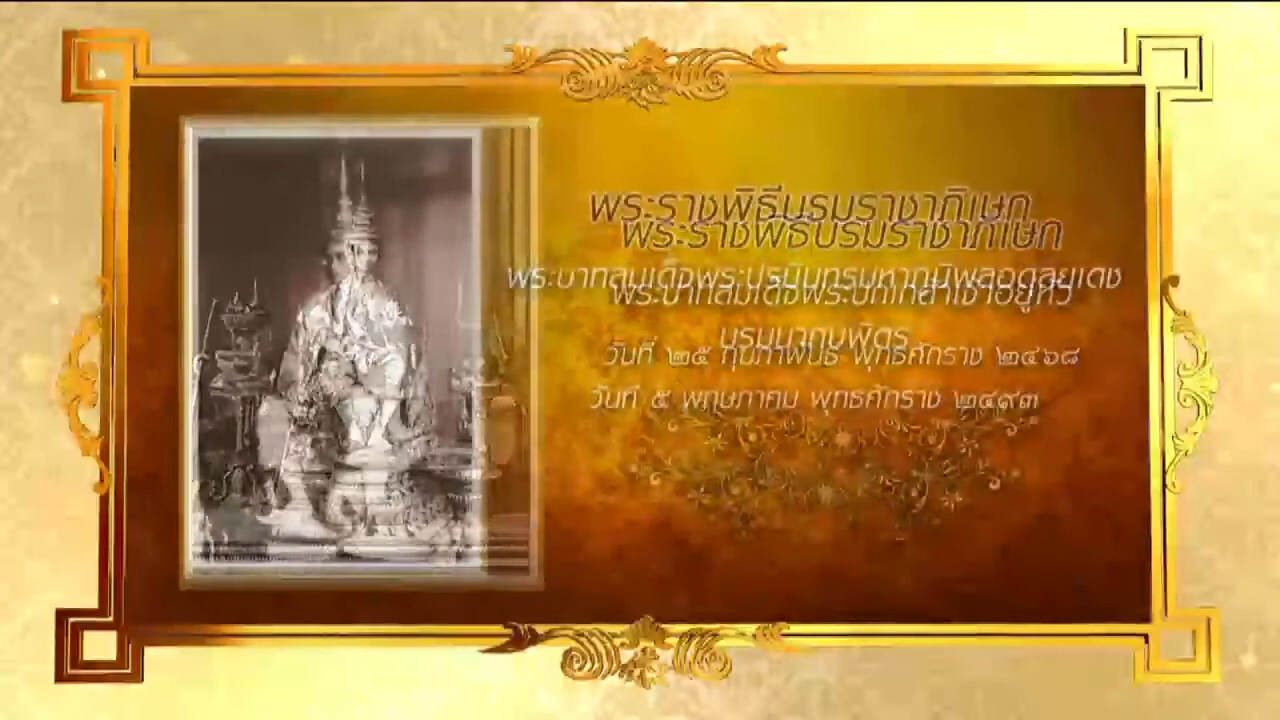 พระราชพิธีบรมราชาภิเษก
พระราชพิธีบรมราชาภิเษก
พระบาทสมเด็จพระปรมินทรมหาภูมิพลอดุลยเดช
พระบาทสมเด็จพระปกเกล้าเจ้าอยู่หัว
บรมนาถบพิตร
วันที่ ๒๕ กุมภาพันธ์ พุทธศักราช ๒๔๖๘
วันที่ ๕ พฤษภาคม พุทธศักราช ๒๔๙๓